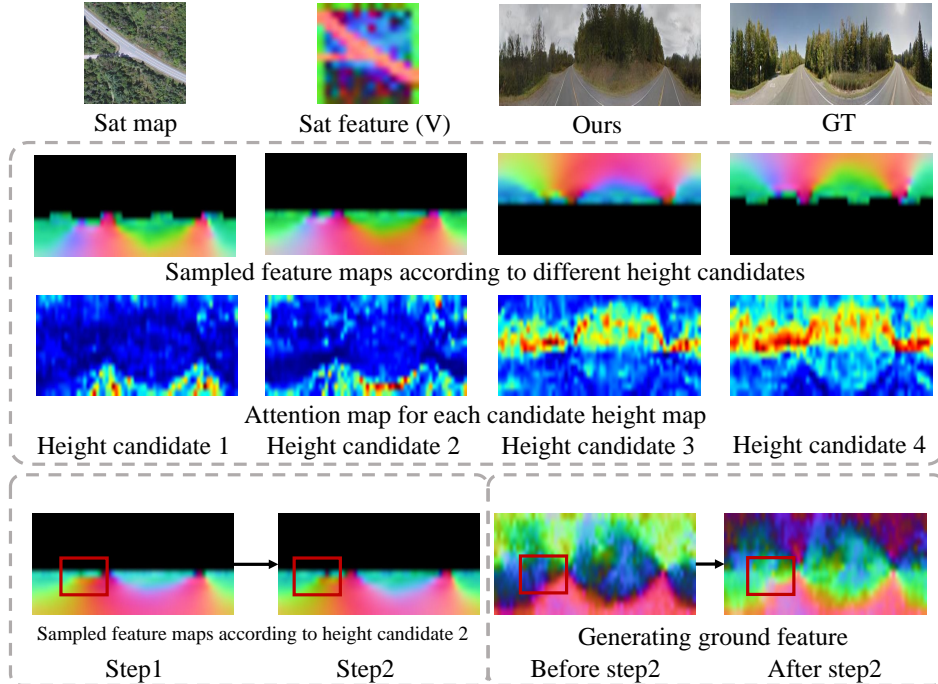 Sat map
Sat feature (V)
Ours
GT
Sampled feature maps according to different height candidates
Attention map for each candidate height map
Height candidate 1
Height candidate 2
Height candidate 3
Height candidate 4
Sampled feature maps according to height candidate 2
Step1
Step2
Generating ground feature
Before step2
After step2